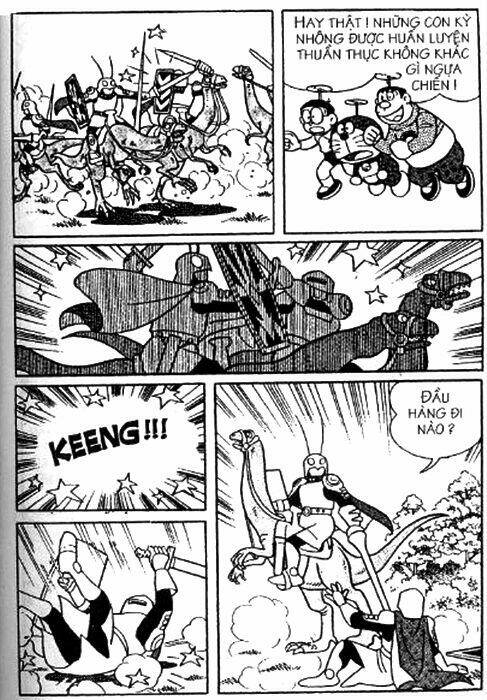 HAY THẬT! NHỮNG CON KỲ
NHÔNG ĐƯỢC HUẤN LUYỆN
THUẦN THỤC KHÔNG KHÁC
GÌ NGỰA
CHIẾN!
KEENG!!!
ĐẦU
HÀNG ĐI
NÀO?